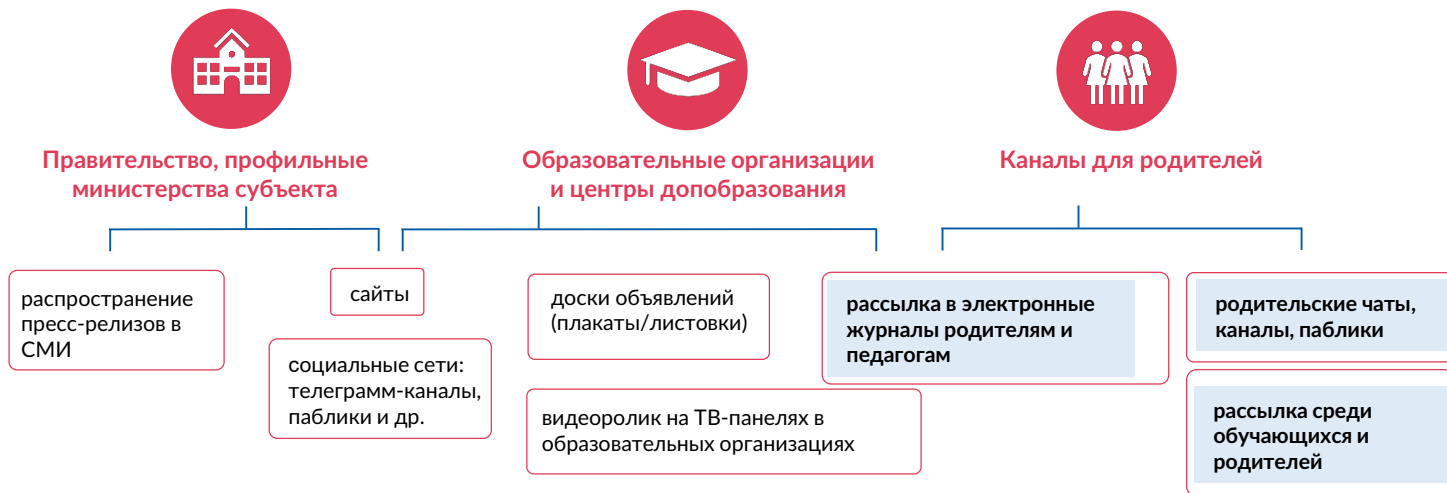 Правительство, профильные
министерства субъекта
Образовательные организации
и центры допобразования
Каналы для родителей
распространение
пресс-релизов в
СМИ
сайты
социальные сети:
телеграмм-каналы,
паблики и др.
доски объявлений
(плакаты/листовки)
видеоролик на ТВ-панелях в
образовательных организациях
рассылка в электронные
журналы родителям и
педагогам
родительские чаты,
каналы, паблики
рассылка среди
обучающихся и
родителей